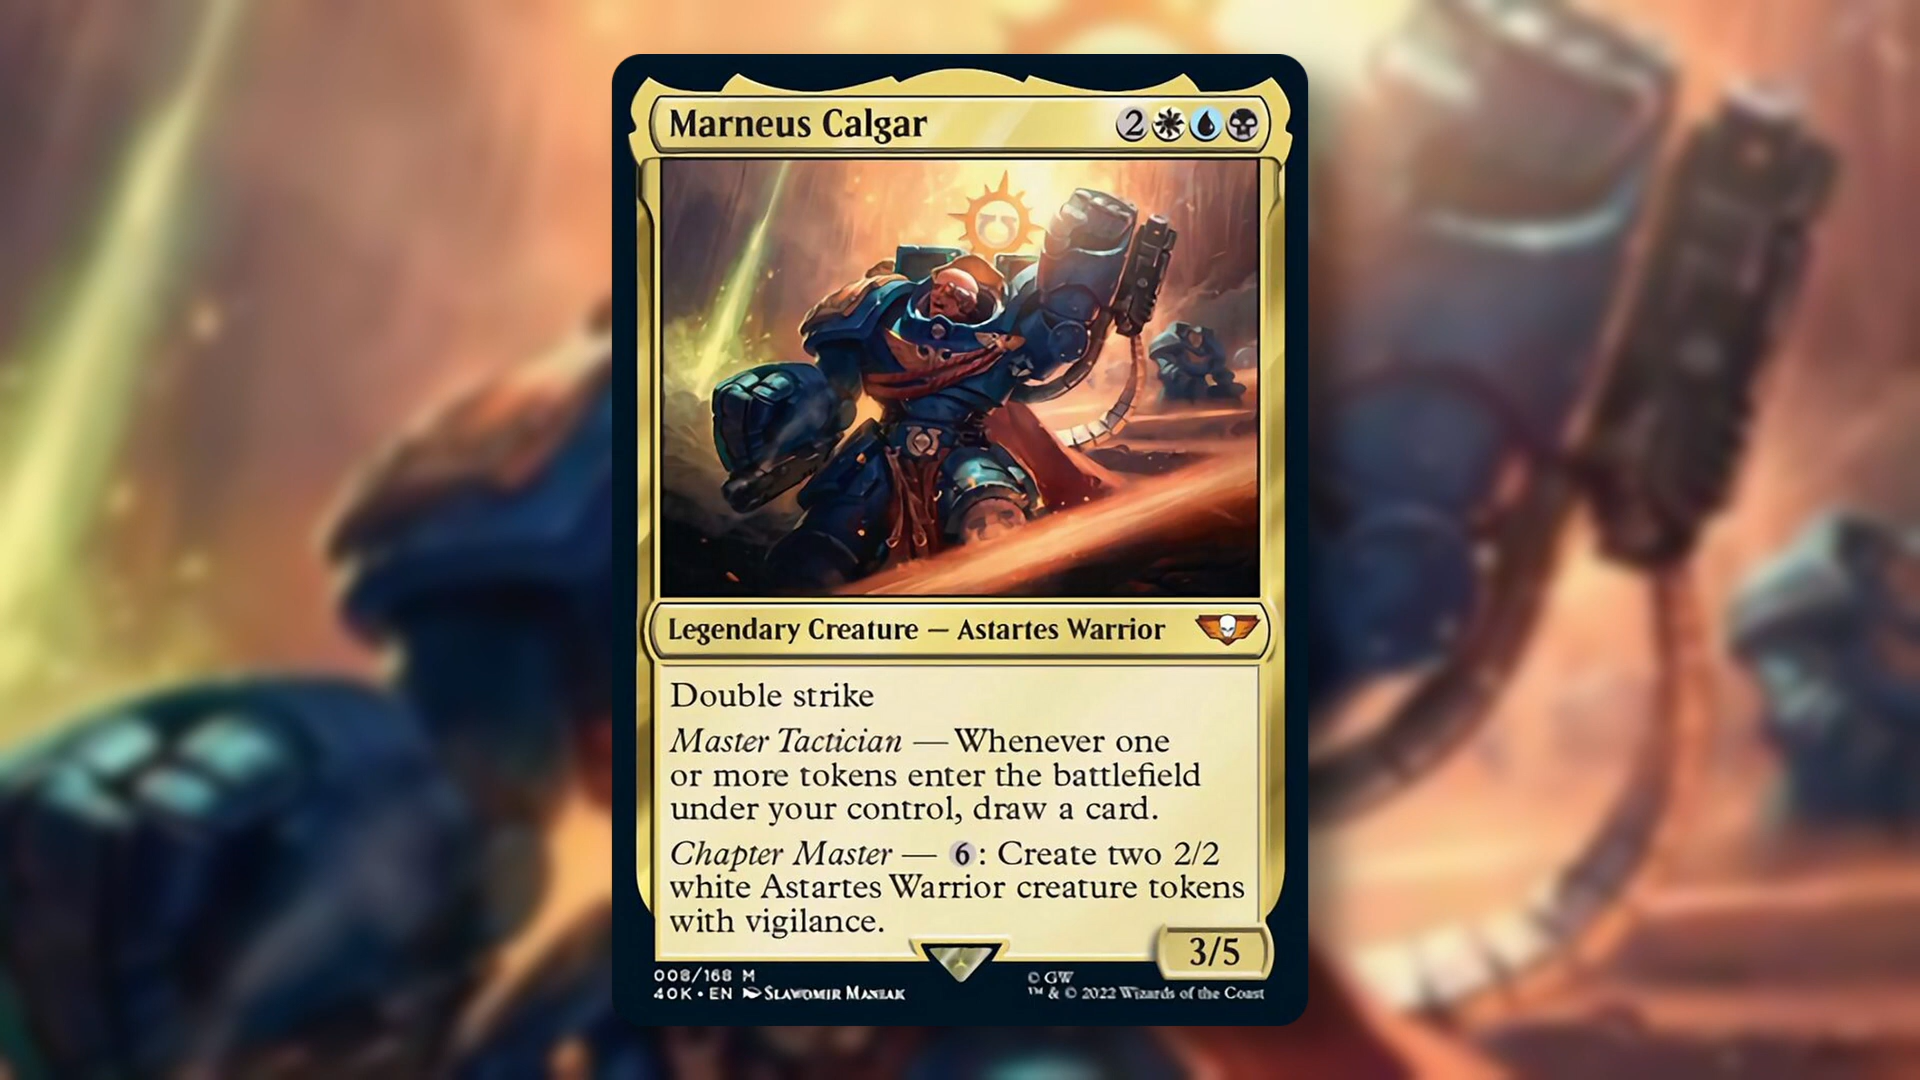 Marneus Calgar 2
Legendary Creature — Astartes Warrior
Double strike
Master Tactician — Whenever one
or more tokens enter the battlefield
under your control, draw a card.
Chapter Master — 6: Create two 2/2
white Astartes Warrior creature tokens
with vigilance.
3/5
008/168 M
40K • EN SLAWOMIR MANIAK
© GW
™ & © 2022 Wizards of the Coast